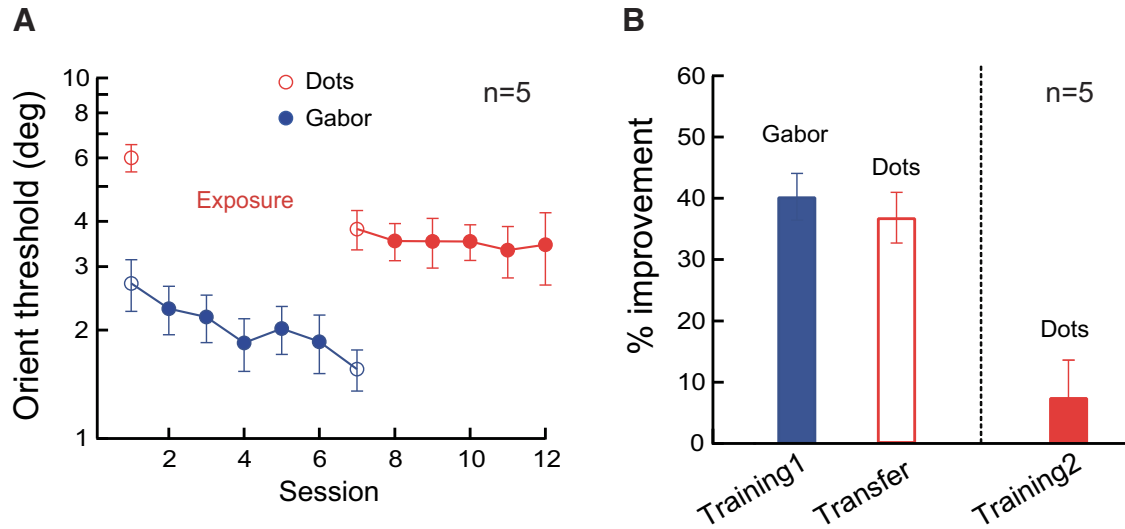 A
Orient threshold (deg)
10
8
6
4
3
2
1
Dots
Gabor
n=5
Exposure
2
4
6
8
10
12
Session
B
% improvement
60
50
40
30
20
10
0
n=5
Gabor
Dots
Dots
Training1
Transfer
Training2